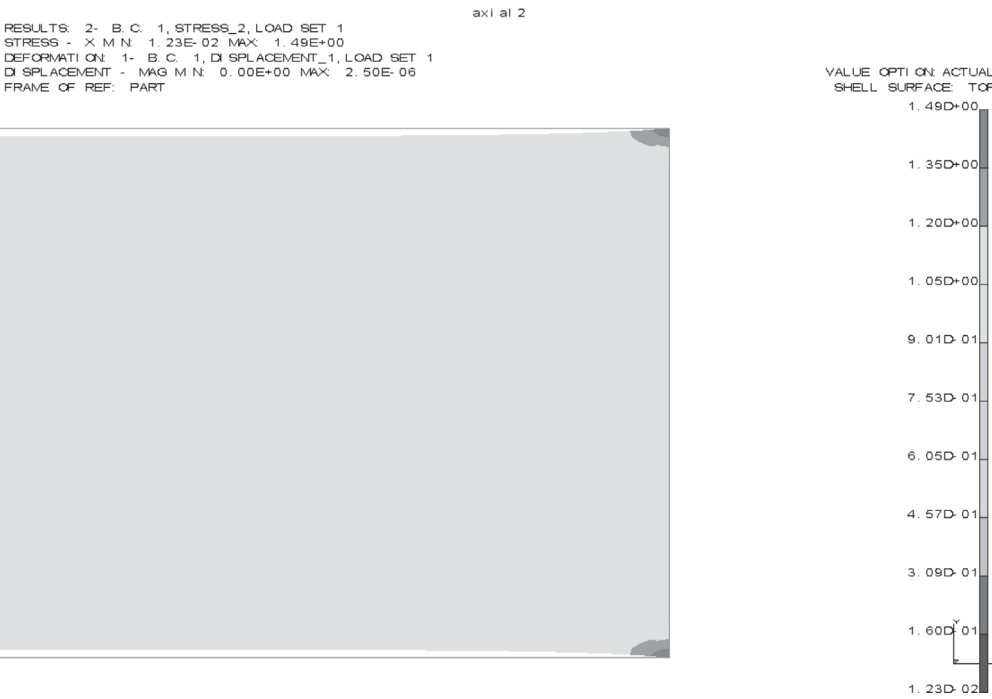 axi al 2
RESULTS: 2- B. C. 1, STRESS_2, LOAD SET 1
STRESS - X M N: 1. 23E- 02 MAX: 1. 49E+00
DEFORMATI ON: 1- B. C. 1, DI SPLACEMENT_1, LOAD SET 1
DI SPLACEMENT - MAG M N: 0. 00E+00 MAX: 2. 50E- 06
FRAME OF REF: PART
VALUE OPTI ON: ACTUAL
SHELL SURFACE: TOP
1. 49D+00
1. 35D+00
1. 20D+00
1. 05D+00
9. 01D- 01
7. 53D- 01
6. 05D- 01
4. 57D- 01
3. 09D- 01
1. 60D- 01
Y
1. 23D- 02